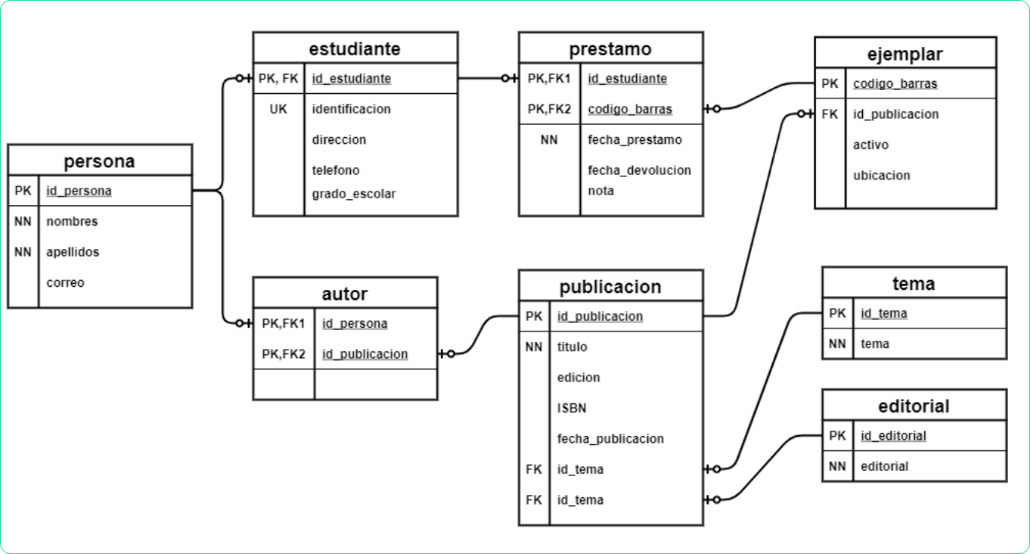 persona
PK id_persona
NN nombres
NN apellidos
correo
estudiante
PK, FK id_estudiante
UK identificacion
direccion
telefono
grado_escolar
autor
PK,FK1 id_persona
PK,FK2 id_publicacion
prestamo
PK,FK1 id_estudiante
PK,FK2 codigo_barras
NN fecha_prestamo
fecha_devolucion
nota
publicacion
PK id_publicacion
NN titulo
edicion
ISBN
fecha_publicacion
FK id_tema
FK id_tema
ejemplar
PK codigo_barras
FK id_publicacion
activo
ubicacion
tema
PK id_tema
NN tema
editorial
PK id_editorial
NN editorial